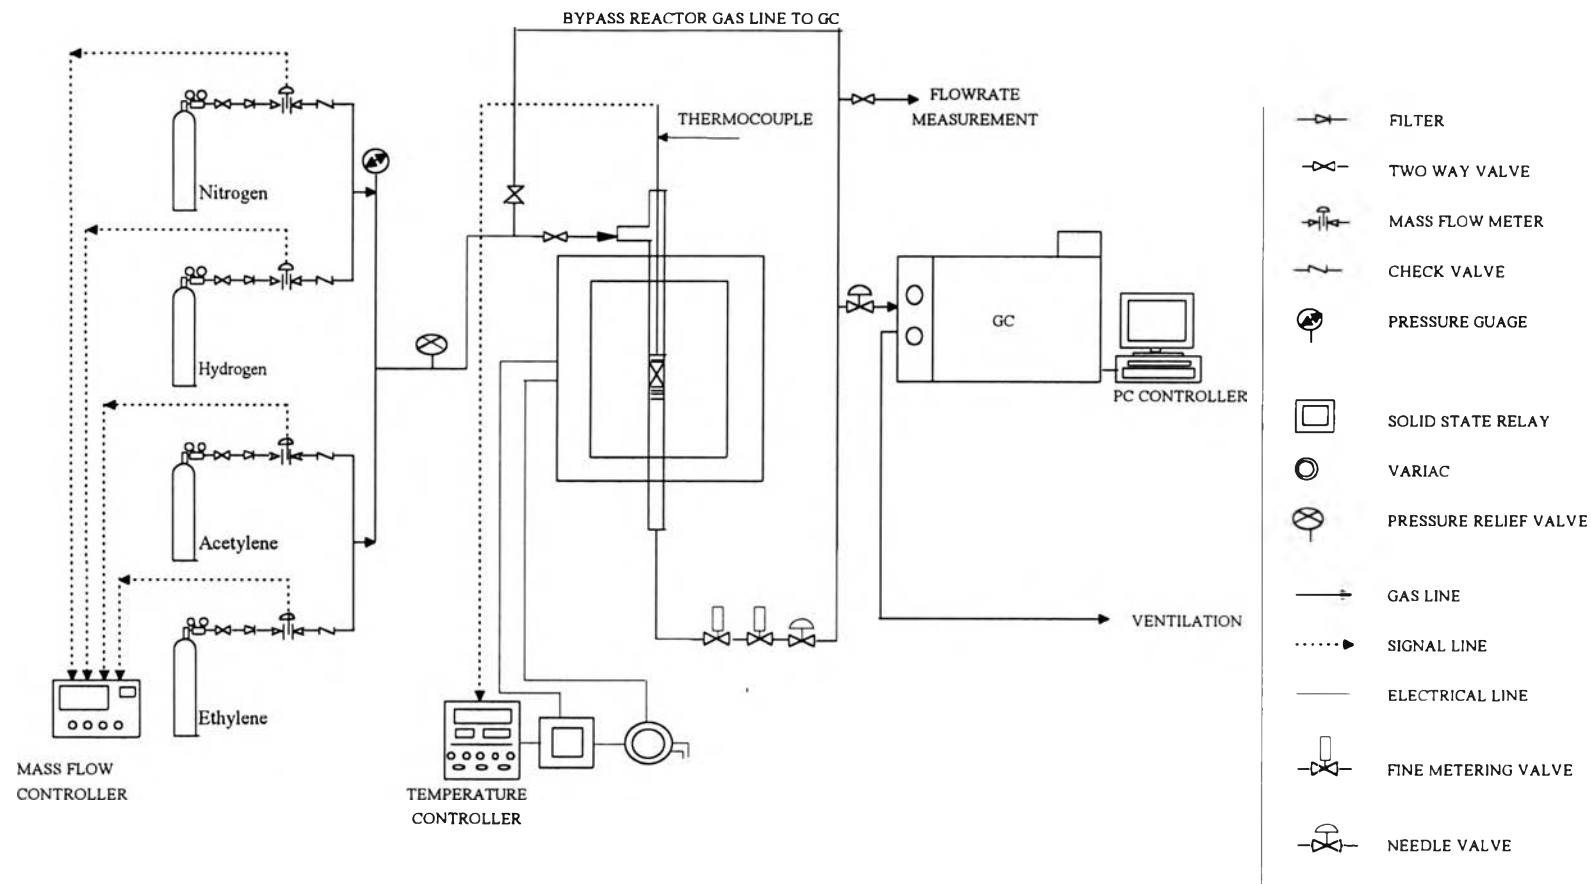 BYPASS REACTOR GAS LINE TO GC
FLOWRATE
MEASUREMENT
THERMOCOUPLE
Nitrogen
Hydrogen
Acetylene
Ethylene
GC
PC CONTROLLER
VENTILATION
MASS FLOW
CONTROLLER
TEMPERATURE
CONTROLLER
FILTER
TWO WAY VALVE
MASS FLOW METER
CHECK VALVE
PRESSURE GUAGE
SOLID STATE RELAY
VARIAC
PRESSURE RELIEF VALVE
GAS LINE
SIGNAL LINE
ELECTRICAL LINE
FINE METERING VALVE
NEEDLE VALVE